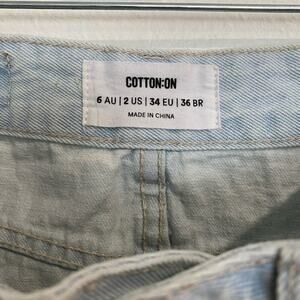 COTTON:ON
6 AU | 2 US | 34 EU | 36 BR
MADE IN CHINA